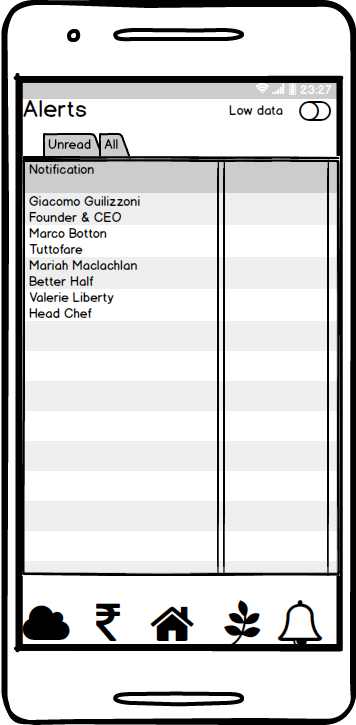 23:27
Alerts
Low data
Unread
All
Notification
Giacomo Guilizzoni
Founder & CEO
Marco Botton
Tuttofare
Mariah Maclachlan
Better Half
Valerie Liberty
Head Chef
₹